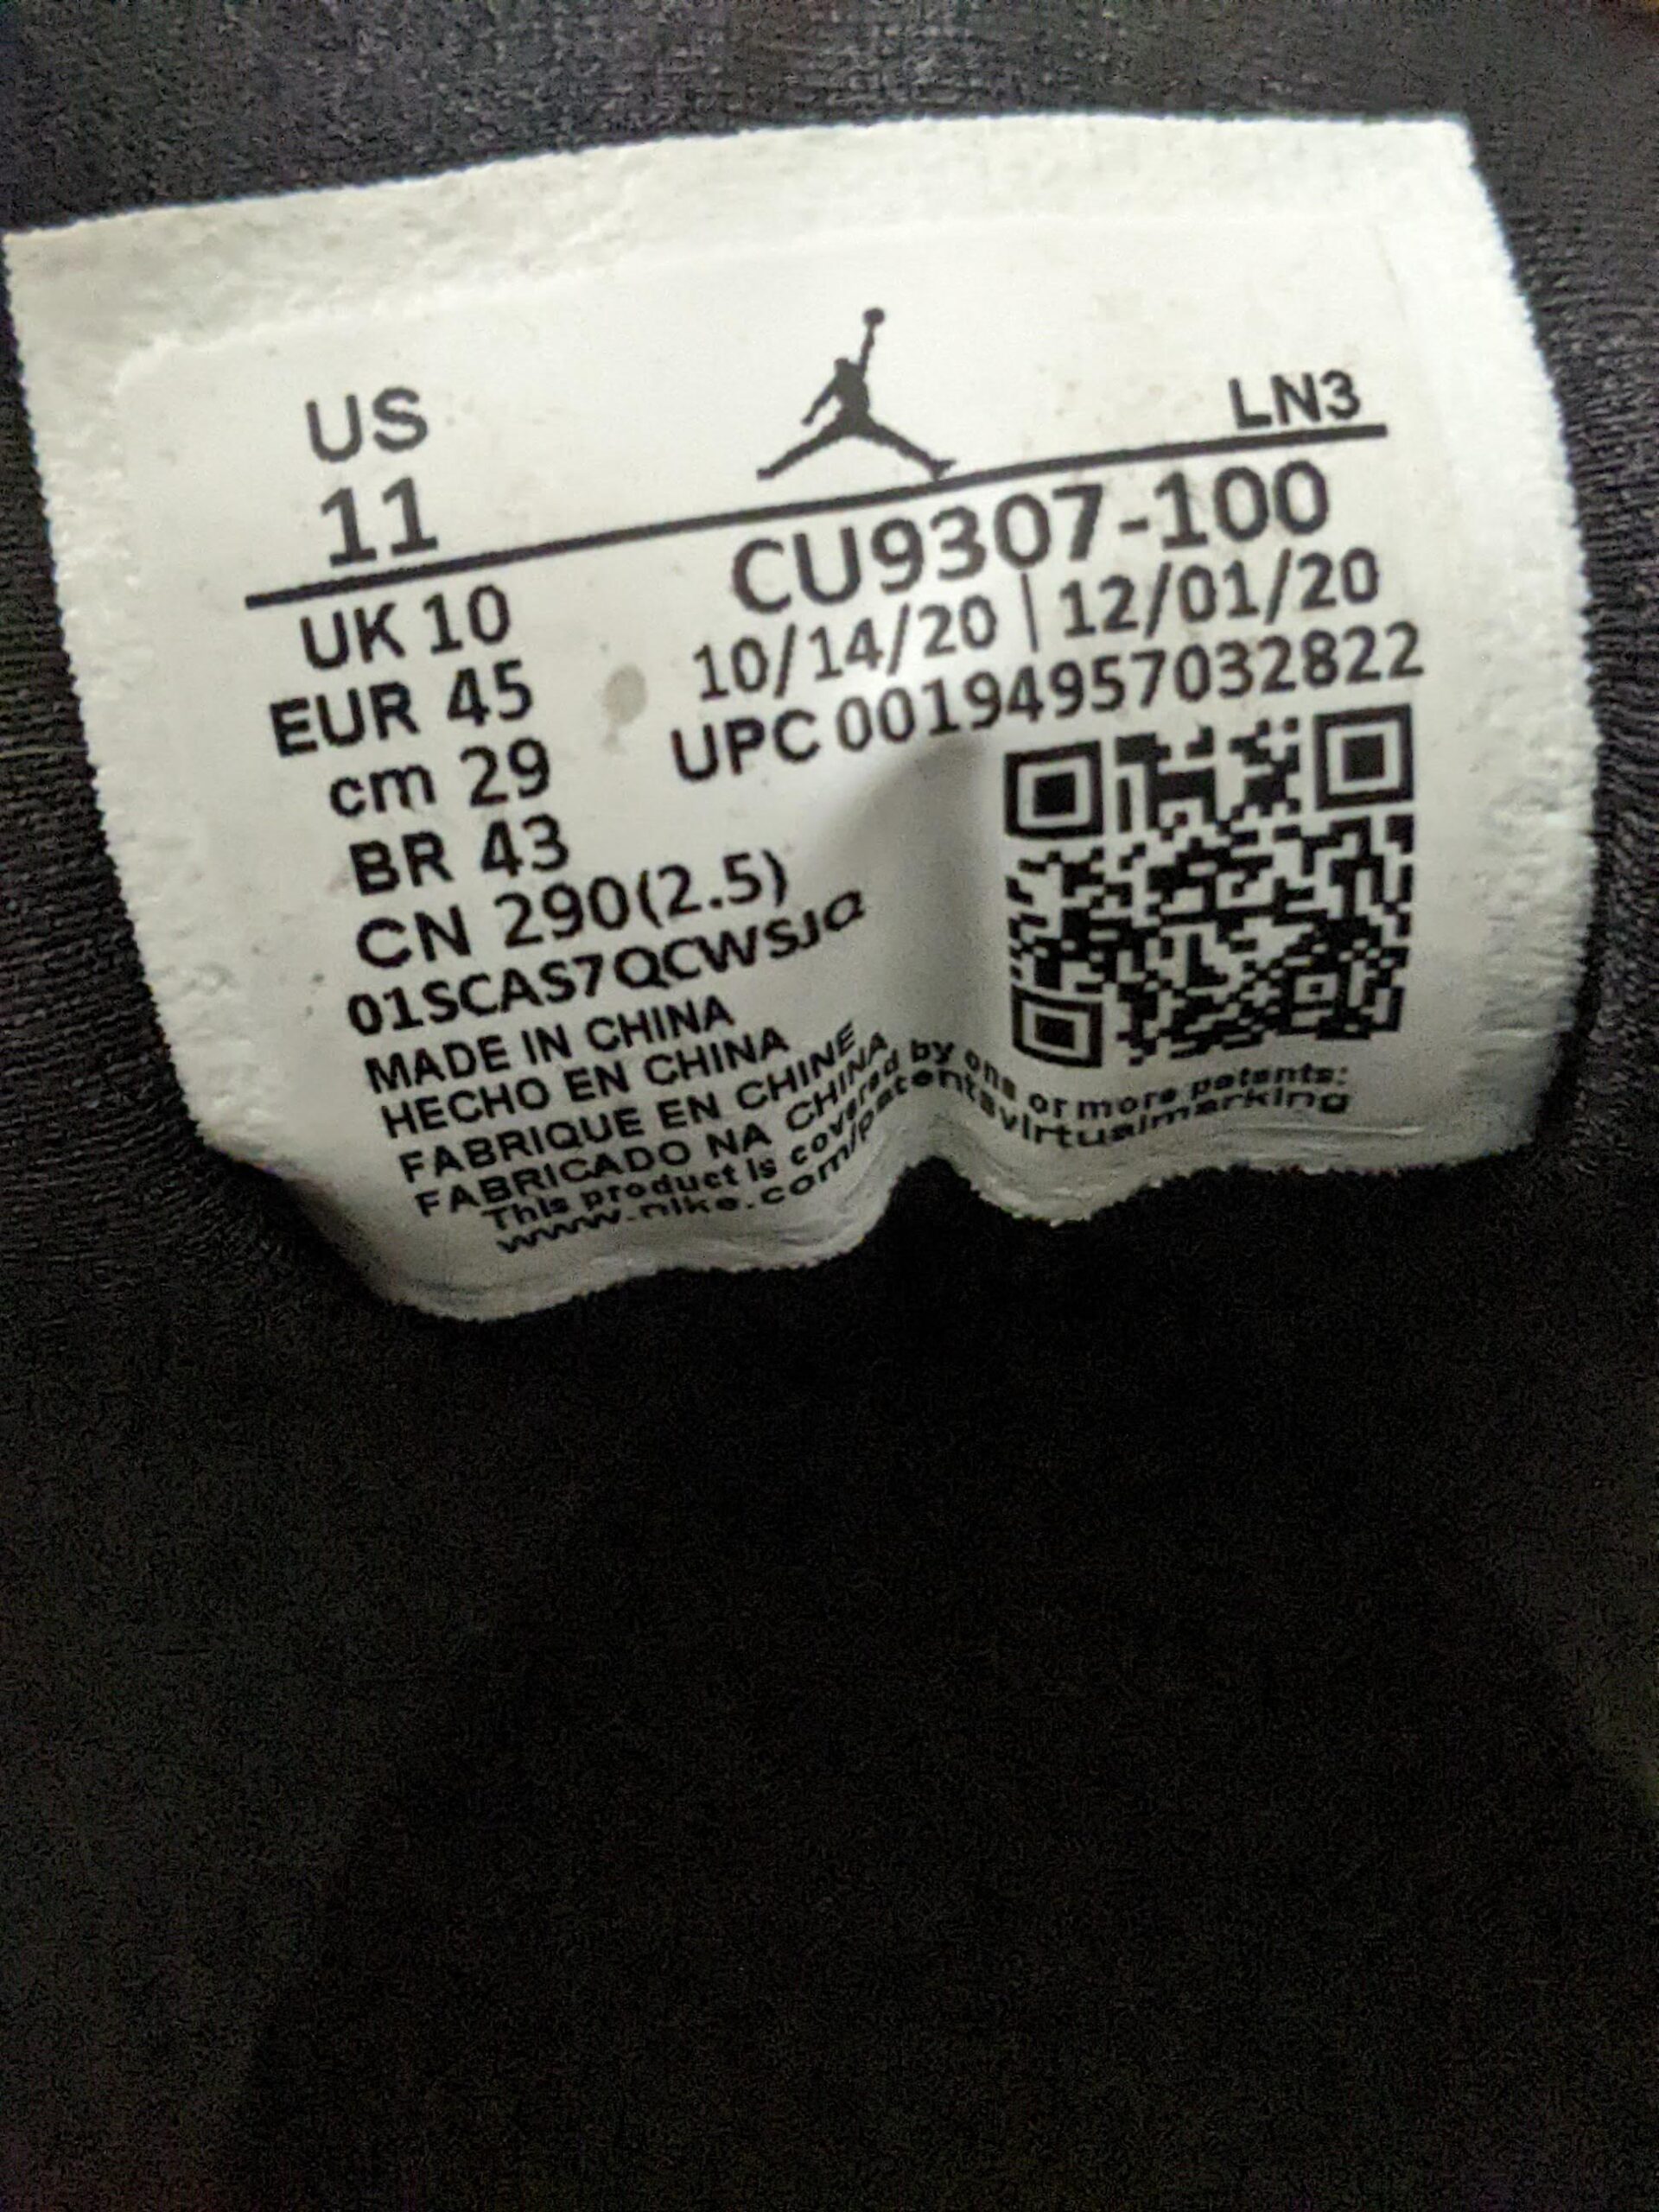 US
11
LN3
UK 10
EUR 45
cm 29
BR 43
CN 290(2.5)
01SCAS7QCWSJQ
CU9307-100
10/14/20 | 12/01/20
UPC 00194957032822
MADE IN CHINA
HECHO EN CHINA
FABRIQUE EN CHINE
FABRICADO NA CHINA
This product is covered by one or more patents:
www.nike.com/patentsvirtualmarking